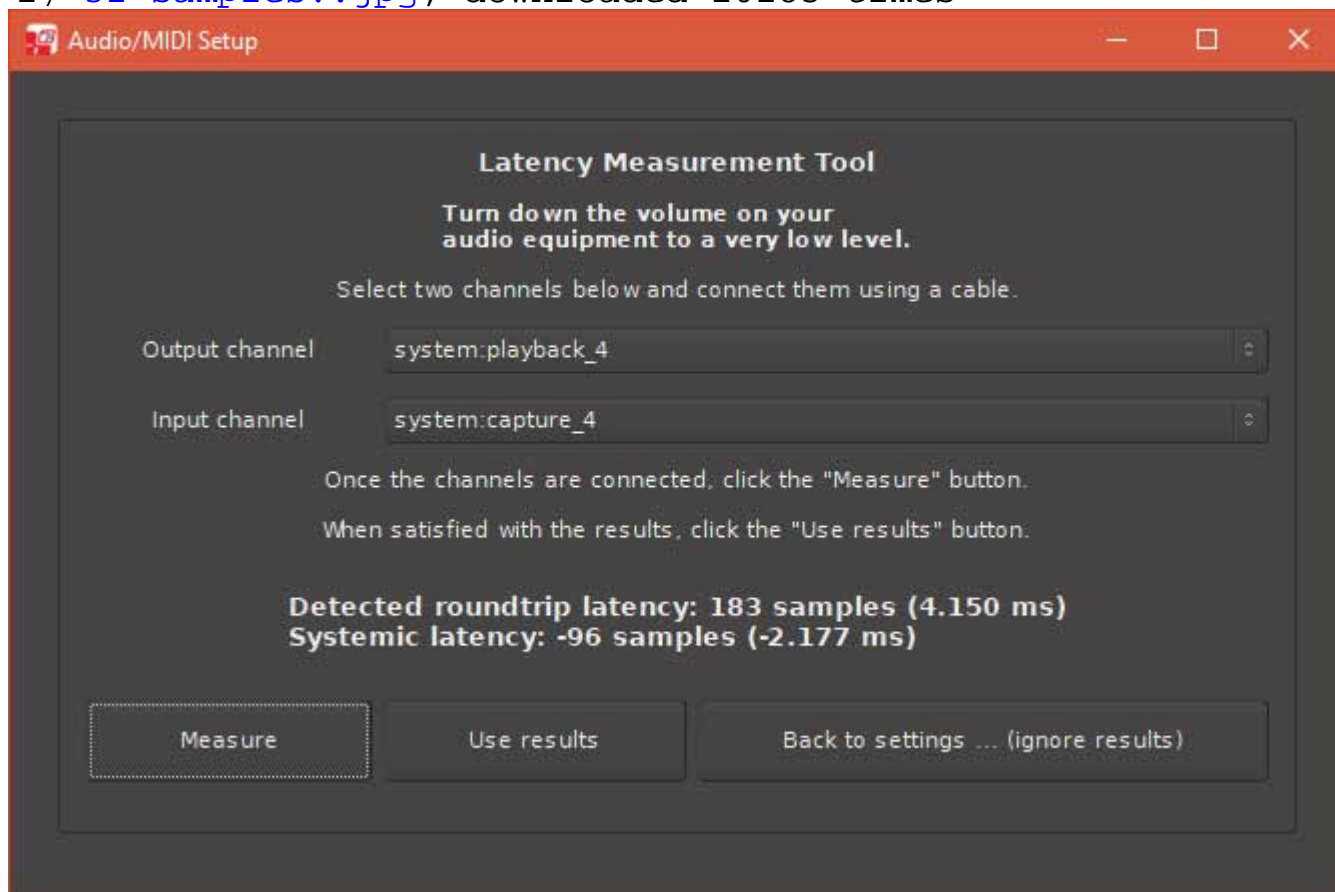 Audio/MIDI Setup
Latency Measurement Tool
Turn down the volume on your
audio equipment to a very low level.
Select two channels below and connect them using a cable.
Output channel system:playback_4
Input channel system:capture_4
Once the channels are connected, click the "Measure" button.
When satisfied with the results, click the "Use results" button.
Detected roundtrip latency: 183 samples (4.150 ms)
Systemic latency: -96 samples (-2.177 ms)
Measure Use results Back to settings ... (ignore results)